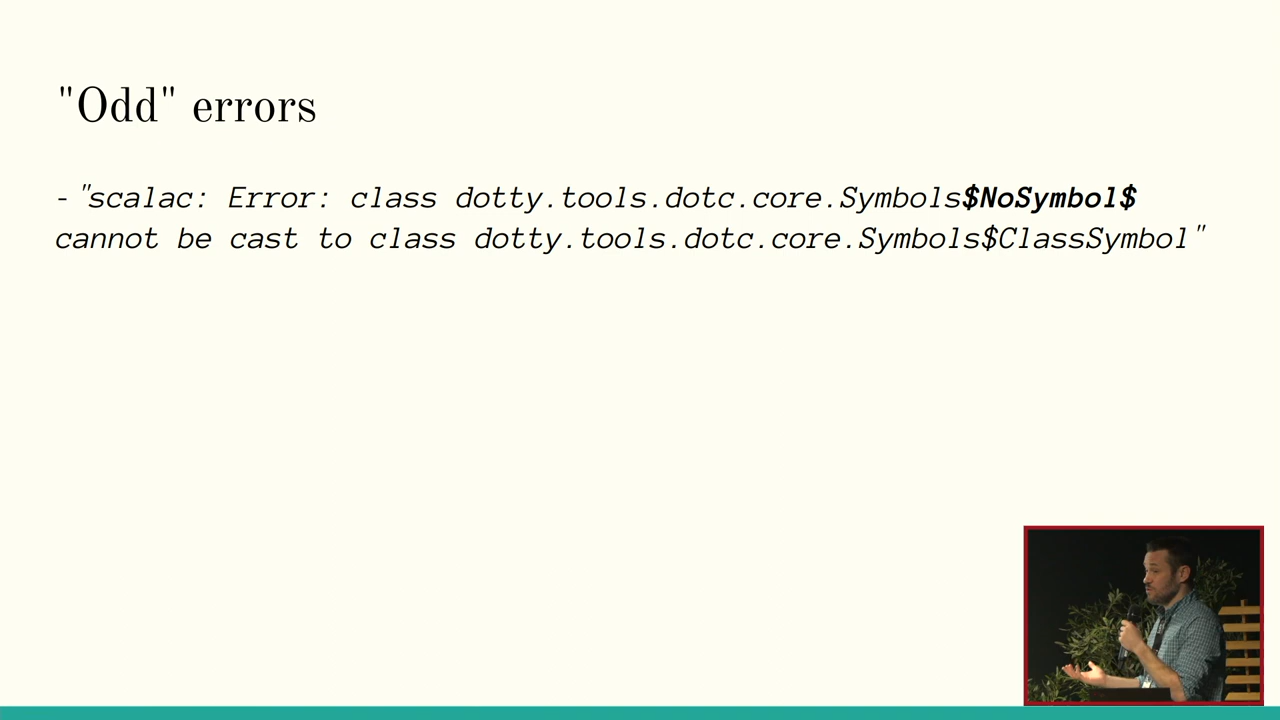 "Odd" errors
- "scalac: Error: class dotty.tools.dotc.core.Symbols$NoSymbol$
cannot be cast to class dotty.tools.dotc.core.Symbols$ClassSymbol"